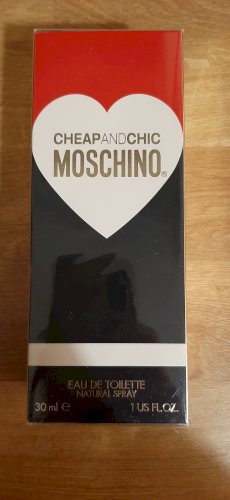 CHEAPANDCHIC
MOSCHINO®
EAU DE TOILETTE
NATURAL SPRAY
30 ml e 1 US FL.OZ.